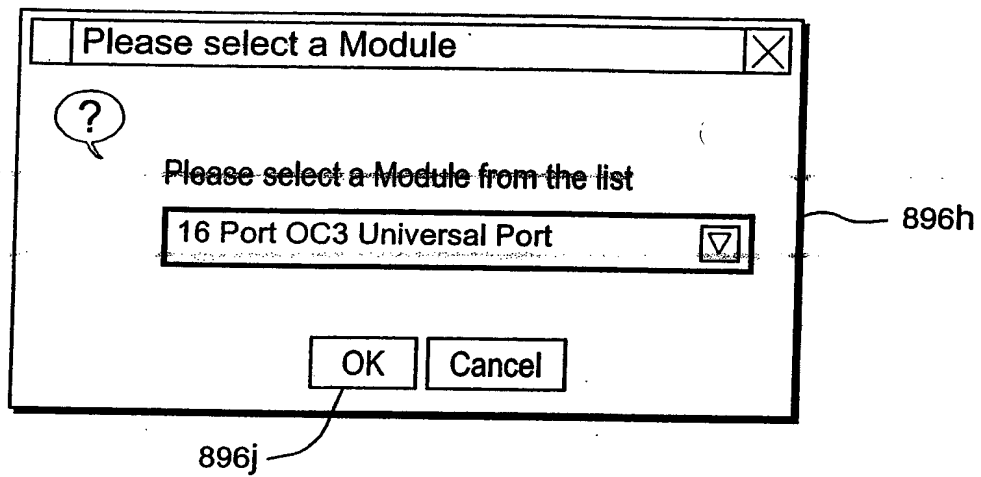 Please select a Module
?
Please select a Module from the list
16 Port OC3 Universal Port
896h
OK Cancel
896j